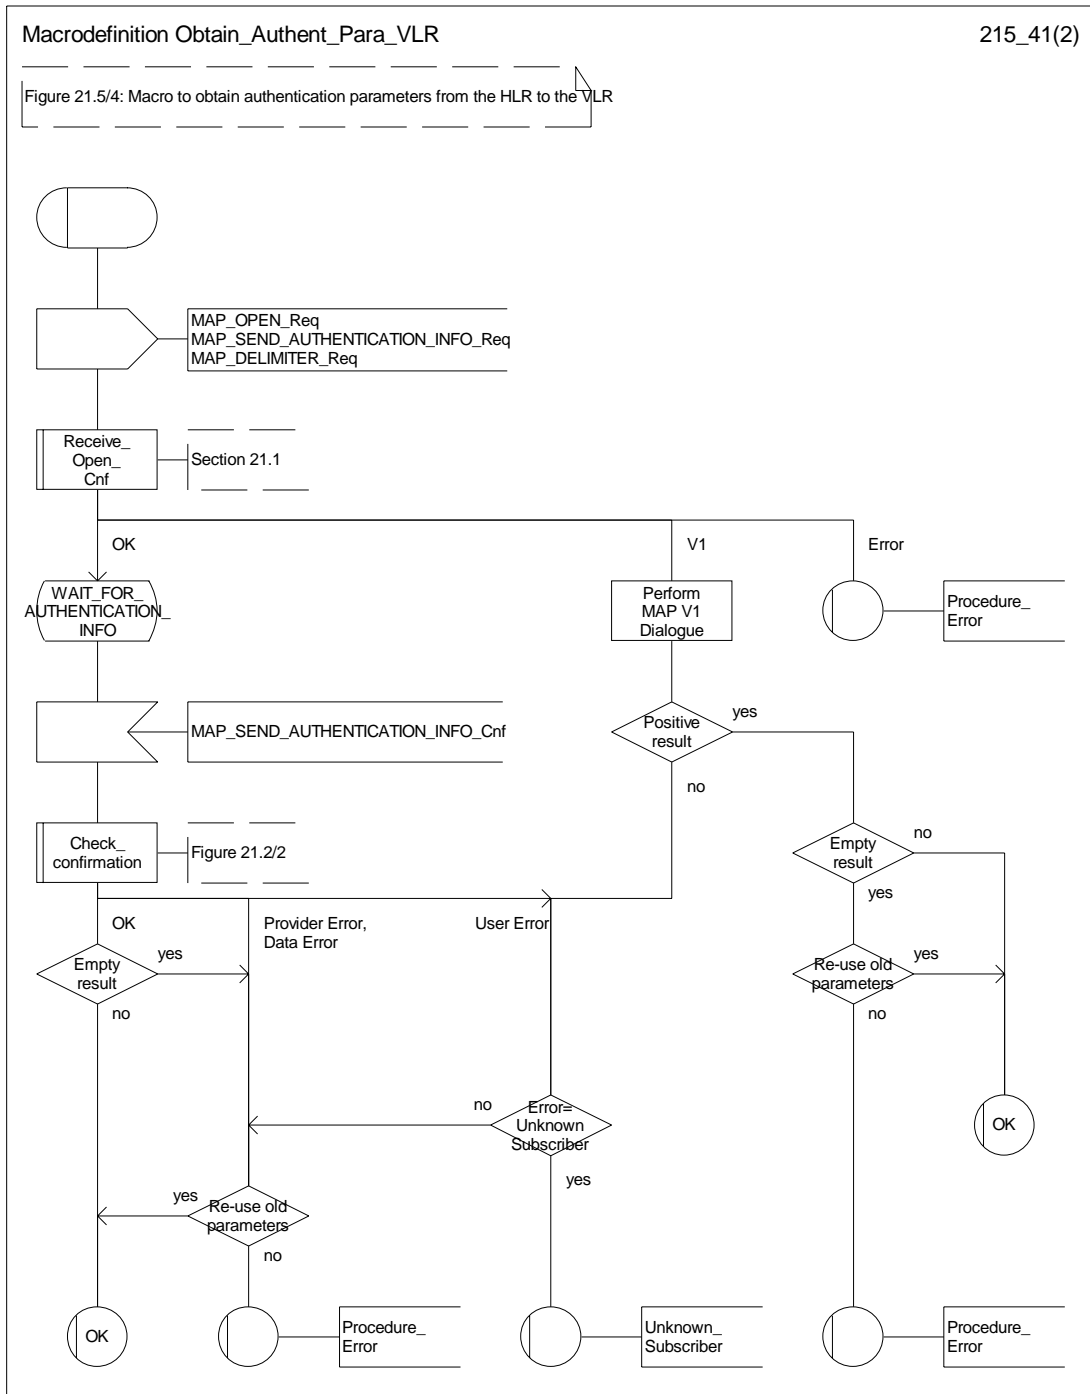 Macrodefinition Obtain_Authent_Para_VLR
215_41(2)
Figure 21.5/4: Macro to obtain authentication parameters from the HLR to the VLR
MAP_OPEN_Req
MAP_SEND_AUTHENTICATION_INFO_Req
MAP_DELIMITER_Req
Receive_
Open_
Cnf
Section 21.1
OK
V1
Error
WAIT_FOR_
AUTHENTICATION_
INFO
Perform
MAP V1
Dialogue
Procedure_
Error
MAP_SEND_AUTHENTICATION_INFO_Cnf
Positive
result
yes
no
Check_
confirmation
Figure 21.2/2
Empty
result
no
yes
OK
Provider Error,
Data Error
User Error
Empty
result
yes
no
Re-use old
parameters
yes
no
Error=
Unknown
Subscriber
no
yes
OK
Re-use old
parameters
yes
no
OK
Procedure_
Error
Unknown_
Subscriber
Procedure_
Error